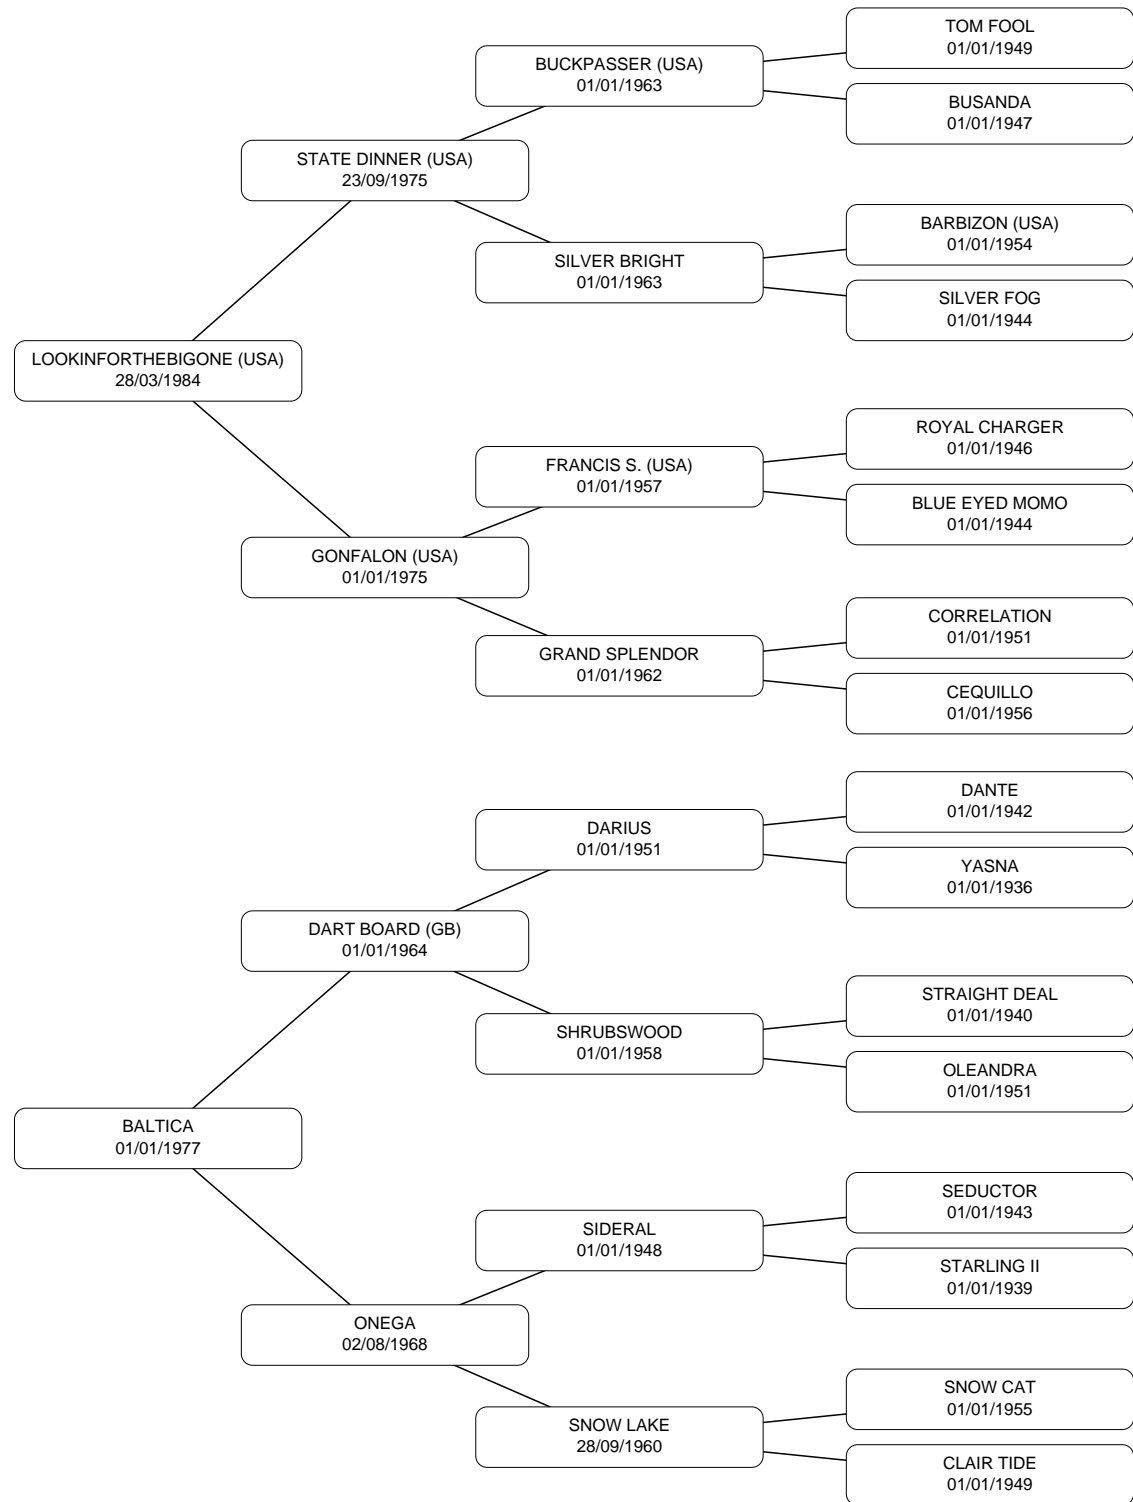 TOM FOOL
01/01/1949
BUCKPASSER (USA)
01/01/1963
BUSANDA
01/01/1947
STATE DINNER (USA)
23/09/1975
BARBIZON (USA)
01/01/1954
SILVER BRIGHT
01/01/1963
SILVER FOG
01/01/1944
LOOKINFORTHEBIGONE (USA)
28/03/1984
ROYAL CHARGER
01/01/1946
FRANCIS S. (USA)
01/01/1957
BLUE EYED MOMO
01/01/1944
GONFALON (USA)
01/01/1975
CORRELATION
01/01/1951
GRAND SPLENDOR
01/01/1962
CEQUILLO
01/01/1956
DANTE
01/01/1942
DARIUS
01/01/1951
YASNA
01/01/1936
DART BOARD (GB)
01/01/1964
STRAIGHT DEAL
01/01/1940
SHRUBSWOOD
01/01/1958
OLEANDRA
01/01/1951
BALTICA
01/01/1977
SEDUCTOR
01/01/1943
SIDERAL
01/01/1948
STARLING II
01/01/1939
ONEGA
02/08/1968
SNOW CAT
01/01/1955
SNOW LAKE
28/09/1960
CLAIR TIDE
01/01/1949